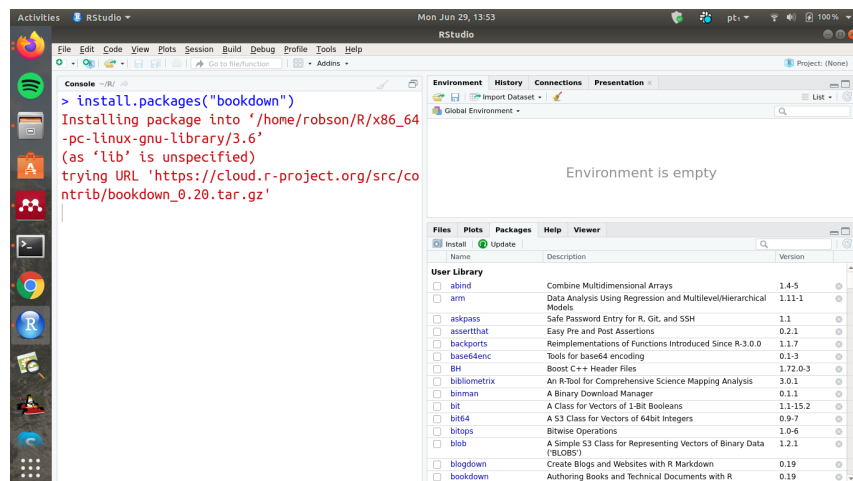 Activities
RStudio
Mon Jun 29, 13:53
pt₁
100 %
RStudio
File Edit Code View Plots Session Build Debug Profile Tools Help
Go to file/function
Addins
Project: (None)
Console ~/R/
> install.packages("bookdown")
Installing package into ‘/home/robson/R/x86_64
-pc-linux-gnu-library/3.6’
(as ‘lib’ is unspecified)
trying URL 'https://cloud.r-project.org/src/co
ntrib/bookdown_0.20.tar.gz'
Environment History Connections Presentation
Import Dataset
List
Global Environment
Environment is empty
Files Plots Packages Help Viewer
Install Update
Name Description Version
User Library
abind Combine Multidimensional Arrays 1.4-5
arm Data Analysis Using Regression and Multilevel/Hierarchical 1.11-1
Models
askpass Safe Password Entry for R, Git, and SSH 1.1
assertthat Easy Pre and Post Assertions 0.2.1
backports Reimplementations of Functions Introduced Since R-3.0.0 1.1.7
base64enc Tools for base64 encoding 0.1-3
BH Boost C++ Header Files 1.72.0-3
bibliometrix An R-Tool for Comprehensive Science Mapping Analysis 3.0.1
binman A Binary Download Manager 0.1.1
bit A Class for Vectors of 1-Bit Booleans 1.1-15.2
bit64 A S3 Class for Vectors of 64bit Integers 0.9-7
bitops Bitwise Operations 1.0-6
blob A Simple S3 Class for Representing Vectors of Binary Data 1.2.1
('BLOBS')
blogdown Create Blogs and Websites with R Markdown 0.19
bookdown Authoring Books and Technical Documents with R 0.19